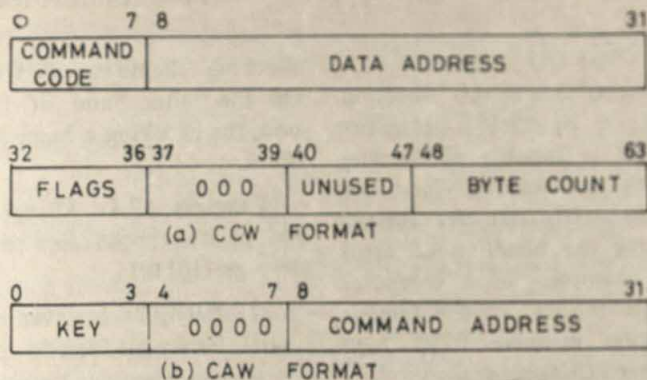 0 7 8 31
COMMAND CODE DATA ADDRESS
32 36 37 39 40 47 48 63
FLAGS 0 0 0 UNUSED BYTE COUNT
(a) CCW FORMAT
0 3 4 7 8 31
KEY 0 0 0 0 COMMAND ADDRESS
(b) CAW FORMAT